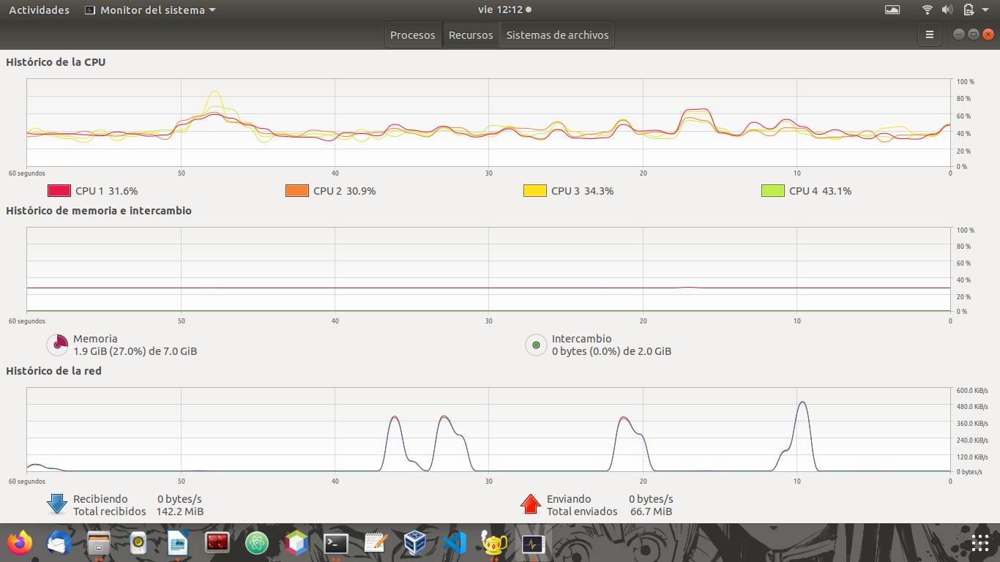 Actividades Monitor del sistema vie 12:12
Procesos Recursos Sistemas de archivos
Histórico de la CPU
100 %
80 %
60 %
40 %
20 %
0 %
60 segundos 50 40 30 20 10 0
CPU 1 31.6% CPU 2 30.9% CPU 3 34.3% CPU 4 43.1%
Histórico de memoria e intercambio
100 %
80 %
60 %
40 %
20 %
0 %
60 segundos 50 40 30 20 10 0
Memoria Intercambio
1.9 GiB (27.0%) de 7.0 GiB 0 bytes (0.0%) de 2.0 GiB
Histórico de la red
600.0 KiB/s
480.0 KiB/s
360.0 KiB/s
240.0 KiB/s
120.0 KiB/s
0 bytes/s
60 segundos 50 40 30 20 10 0
Recibiendo 0 bytes/s Enviando 0 bytes/s
Total recibidos 142.2 MiB Total enviados 66.7 MiB